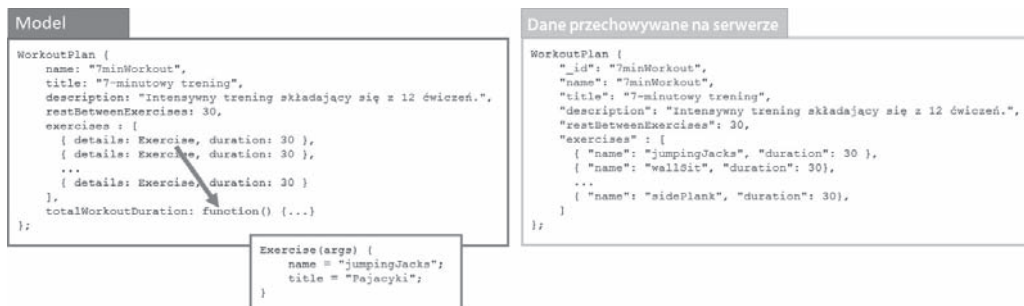 Model
WorkoutPlan {
name: "7minWorkout",
title: "7-minutowy trening",
description: "Intensywny trening składający się z 12 ćwiczeń.",
restBetweenExercises: 30,
exercises : [
{ details: Exercise, duration: 30 },
{ details: Exercise, duration: 30 },
...
{ details: Exercise, duration: 30 }
],
totalWorkoutDuration: function() {...}
};
Exercise(args) {
name = "jumpingJacks";
title = "Pajacyki";
}
Dane przechowywane na serwerze
WorkoutPlan {
"_id": "7minWorkout",
"name": "7minWorkout",
"title": "7-minutowy trening",
"description": "Intensywny trening składający się z 12 ćwiczeń.",
"restBetweenExercises": 30,
"exercises" : [
{ "name": "jumpingJacks", "duration": 30 },
{ "name": "wallSit", "duration": 30},
...
{ "name": "sidePlank", "duration": 30},
]
};